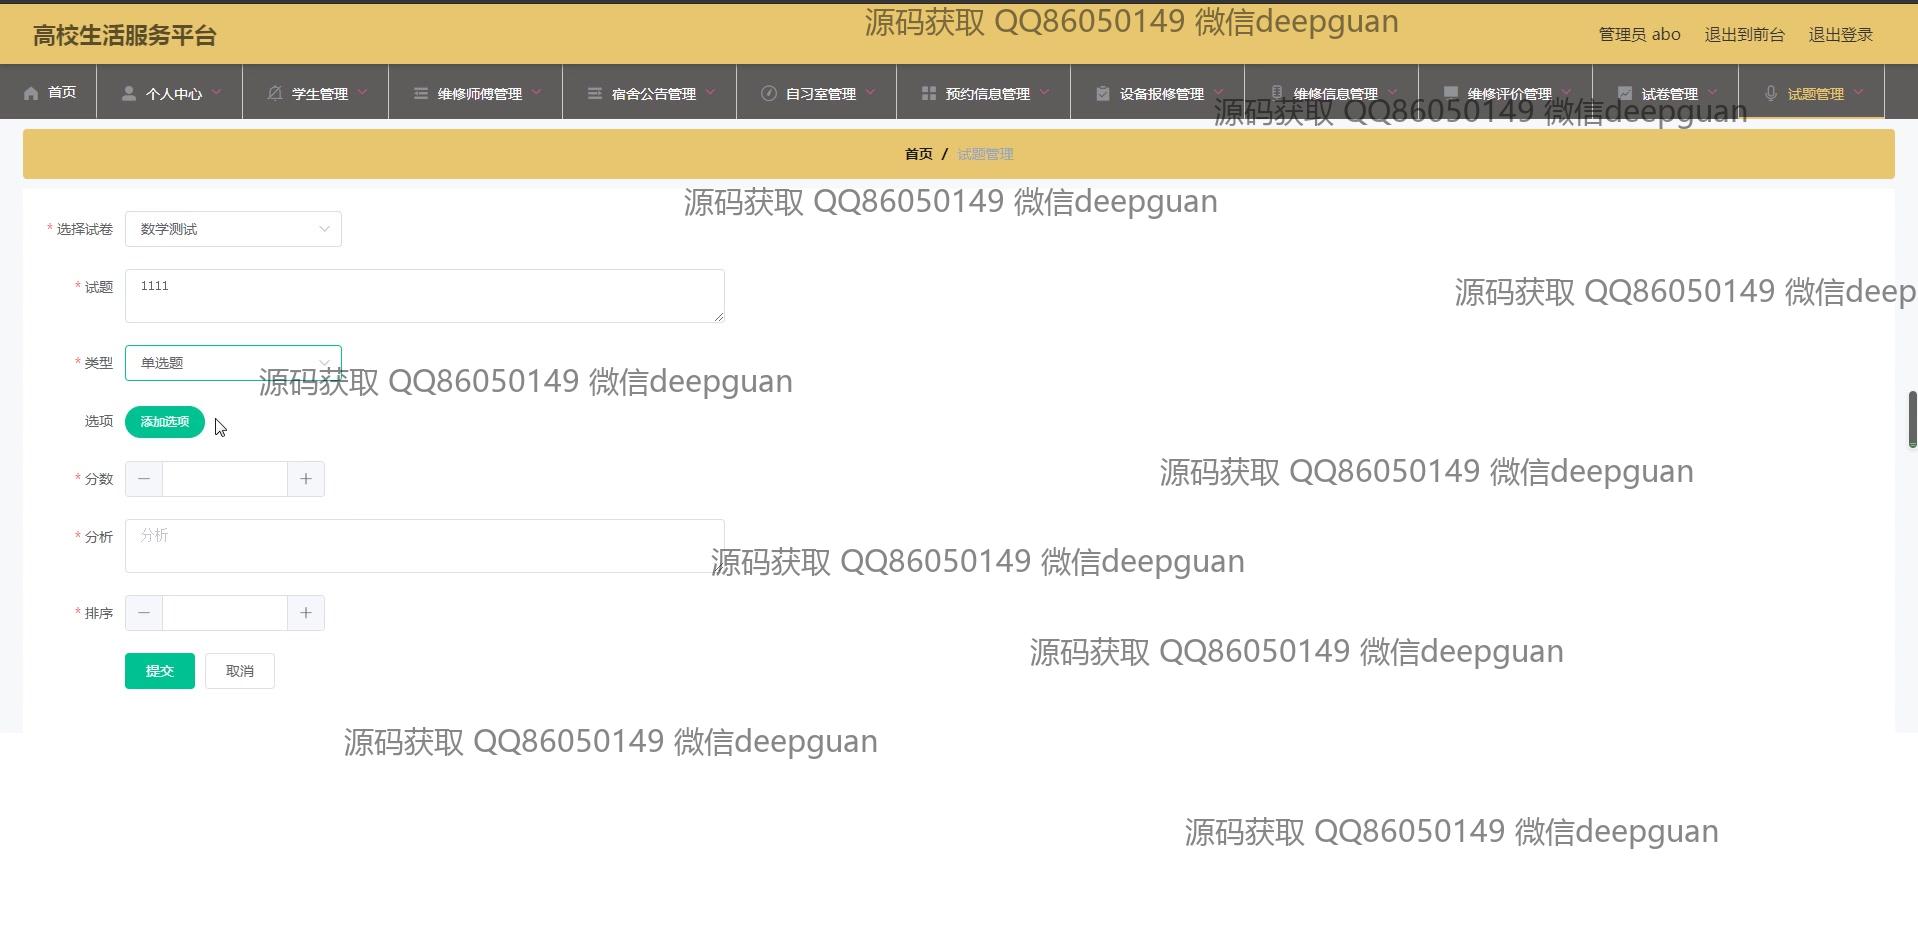 高校生活服务平台
源码获取 QQ86050149 微信deepguan
管理员 abo 退出到前台 退出登录
首页 个人中心 学生管理 维修师傅管理 宿舍公告管理 自习室管理 预约信息管理 设备报修管理 维修信息管理 维修评价管理 试卷管理 试题管理
源码获取 QQ86050149 微信deepguan
首页 / 试题管理
源码获取 QQ86050149 微信deepguan
* 选择试卷 数学测试
* 试题 1111
源码获取 QQ86050149 微信deep
* 类型 单选题
源码获取 QQ86050149 微信deepguan
选项 添加选项
源码获取 QQ86050149 微信deepguan
* 分数
* 分析 分析
源码获取 QQ86050149 微信deepguan
* 排序
源码获取 QQ86050149 微信deepguan
提交 取消
源码获取 QQ86050149 微信deepguan
源码获取 QQ86050149 微信deepguan